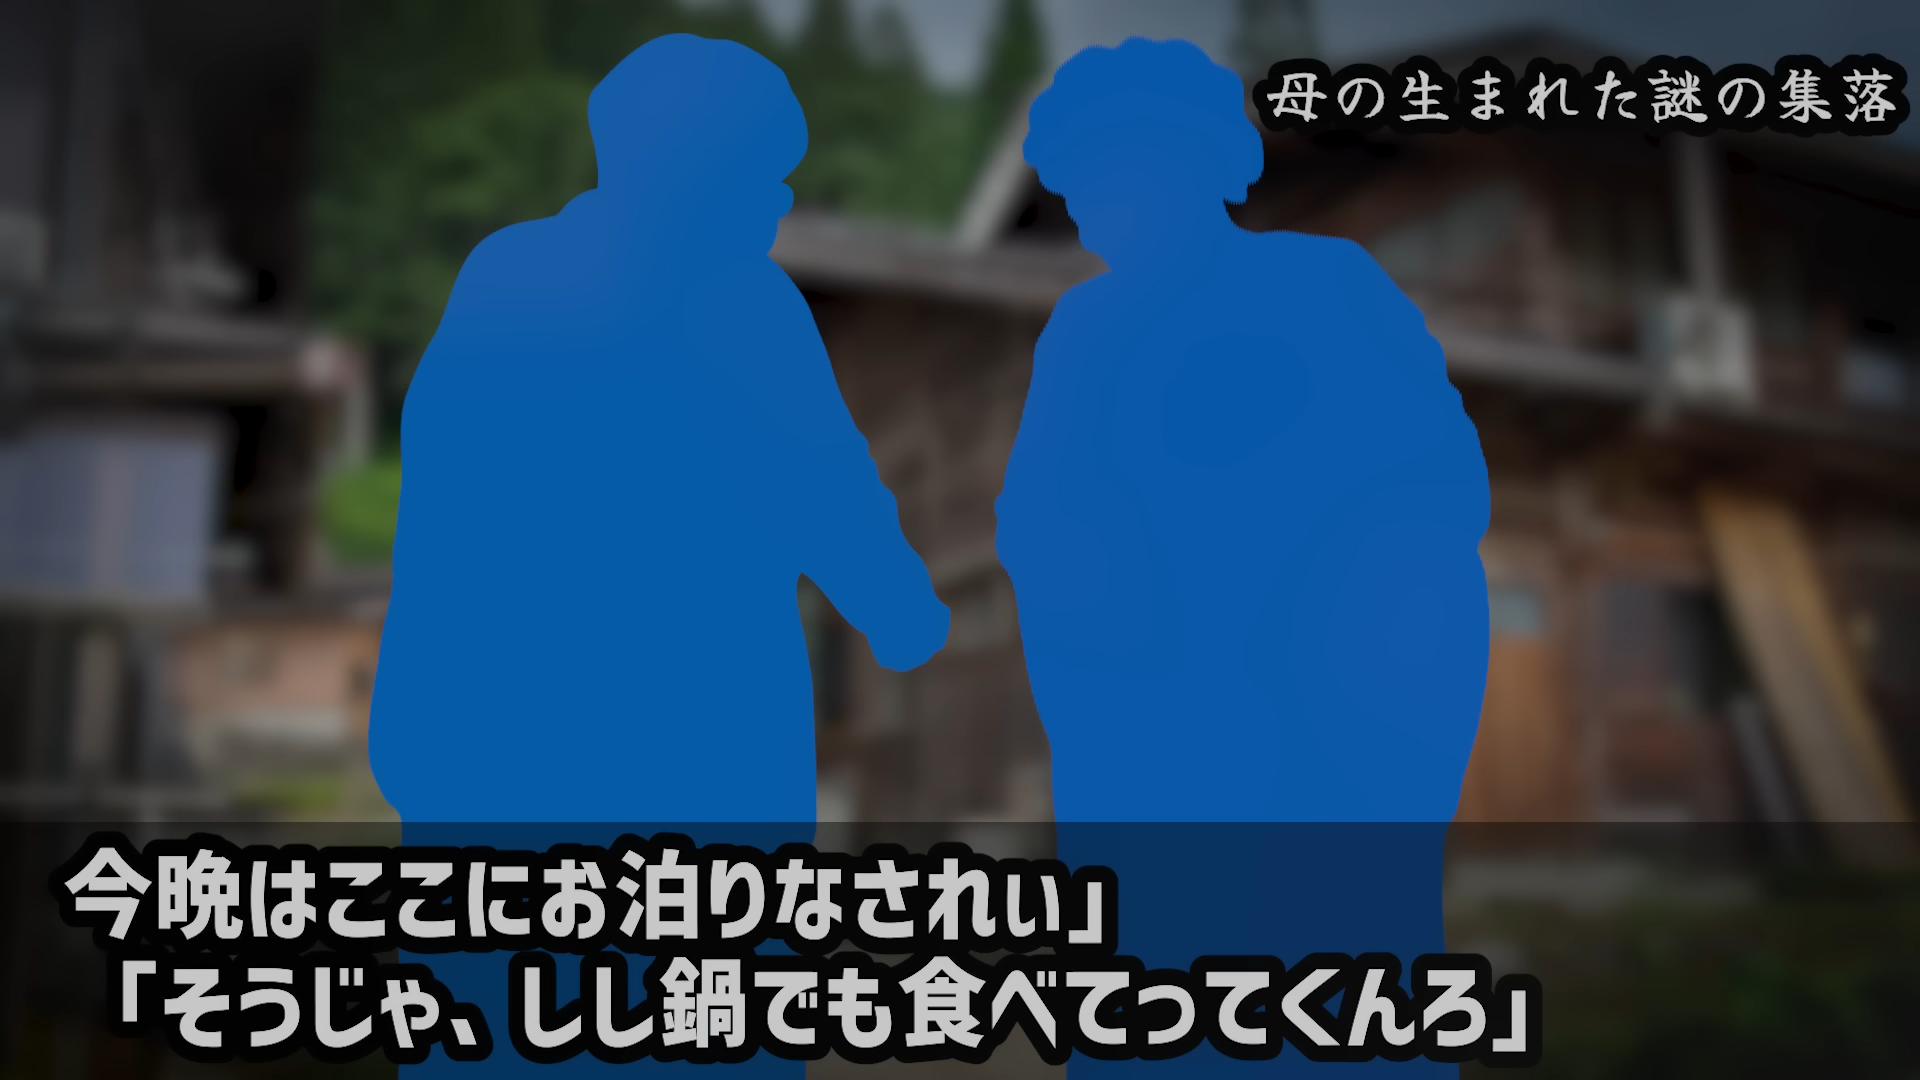 母の生まれた謎の集落
今晩はここにお泊りなされぃ」
「そうじゃ、しし鍋でも食べてってくんろ」